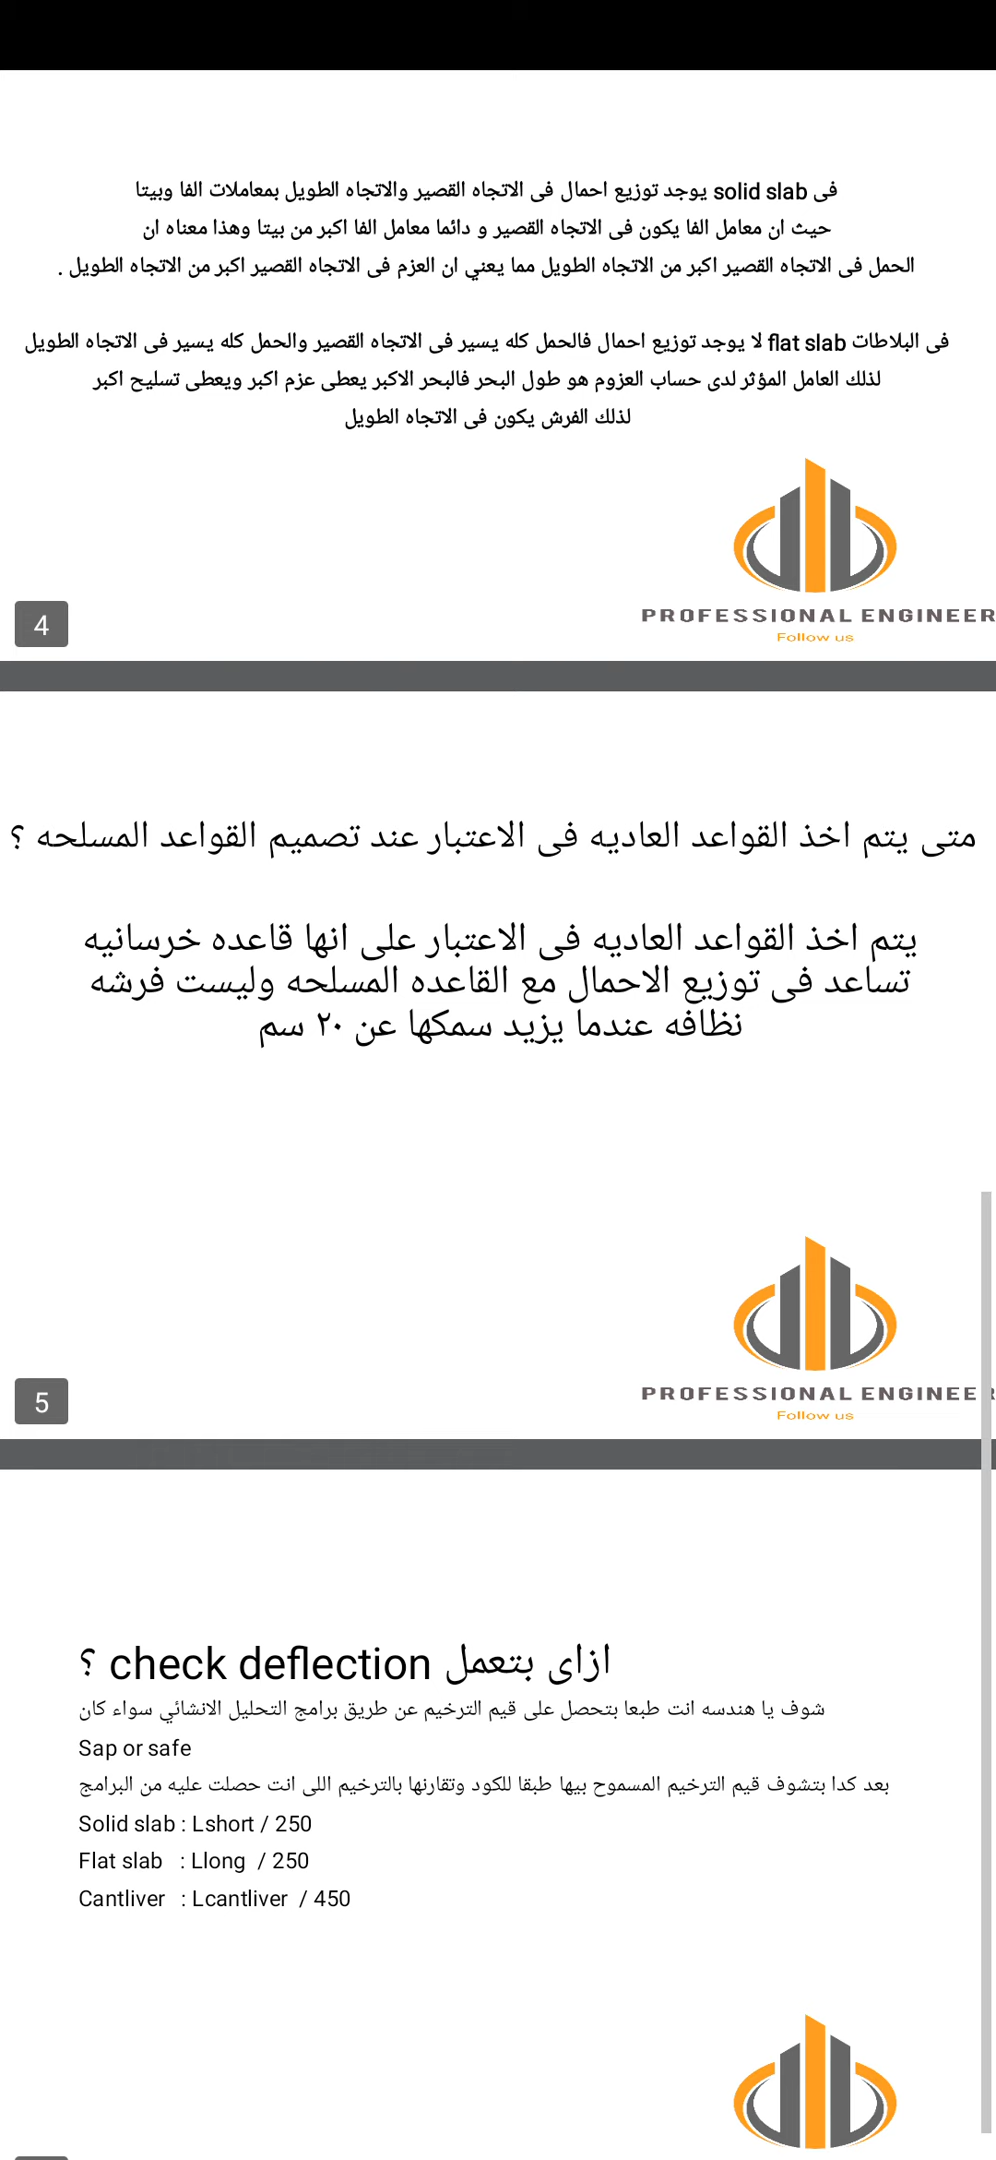 فى solid slab يوجد توزيع احمال فى الاتجاه القصير والاتجاه الطويل بمعاملات الفا وبيتا
حيث ان معامل الفا يكون فى الاتجاه القصير و دائما معامل الفا اكبر من بيتا وهذا معناه ان
الحمل فى الاتجاه القصير اكبر من الاتجاه الطويل مما يعني ان العزم فى الاتجاه القصير اكبر من الاتجاه الطويل .
فى البلاطات flat slab لا يوجد توزيع احمال فالحمل كله يسير فى الاتجاه القصير والحمل كله يسير فى الاتجاه الطويل
لذلك العامل المؤثر لدى حساب العزوم هو طول البحر فالبحر الاكبر يعطى عزم اكبر ويعطى تسليح اكبر
لذلك الفرش يكون فى الاتجاه الطويل
PROFESSIONAL ENGINEER
Follow us
4
متى يتم اخذ القواعد العاديه فى الاعتبار عند تصميم القواعد المسلحه ؟
يتم اخذ القواعد العاديه فى الاعتبار على انها قاعده خرسانيه
تساعد فى توزيع الاحمال مع القاعده المسلحه وليست فرشه
نظافه عندما يزيد سمكها عن ٢٠ سم
PROFESSIONAL ENGINEER
Follow us
5
ازاى بتعمل check deflection ؟
شوف يا هندسه انت طبعا بتحصل على قيم الترخيم عن طريق برامج التحليل الانشائي سواء كان
Sap or safe
بعد كدا بتشوف قيم الترخيم المسموح بيها طبقا للكود وتقارنها بالترخيم اللى انت حصلت عليه من البرامج
Solid slab : Lshort / 250
Flat slab : Llong / 250
Cantliver : Lcantliver / 450